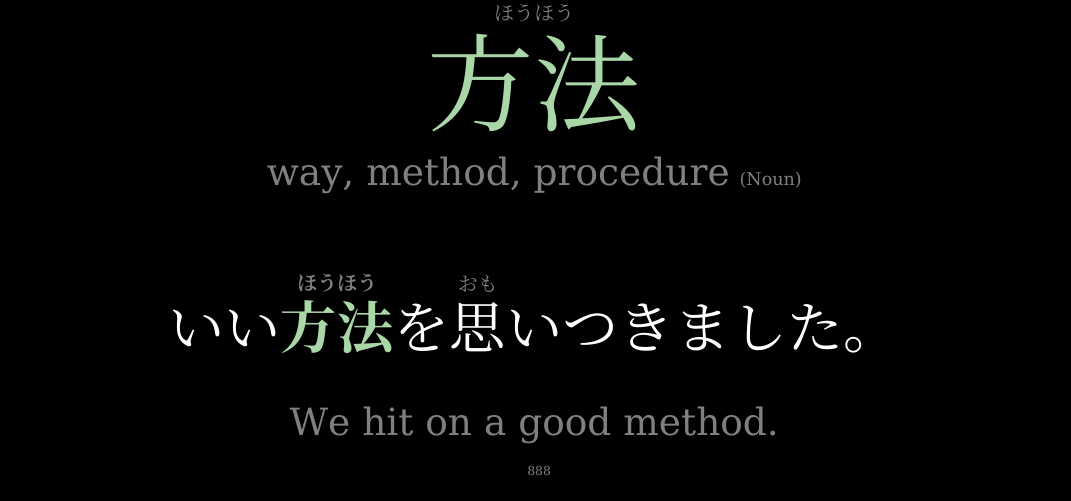 ほうほう
方法
way, method, procedure (Noun)
ほうほう おも
いい方法を思いつきました。
We hit on a good method.
888